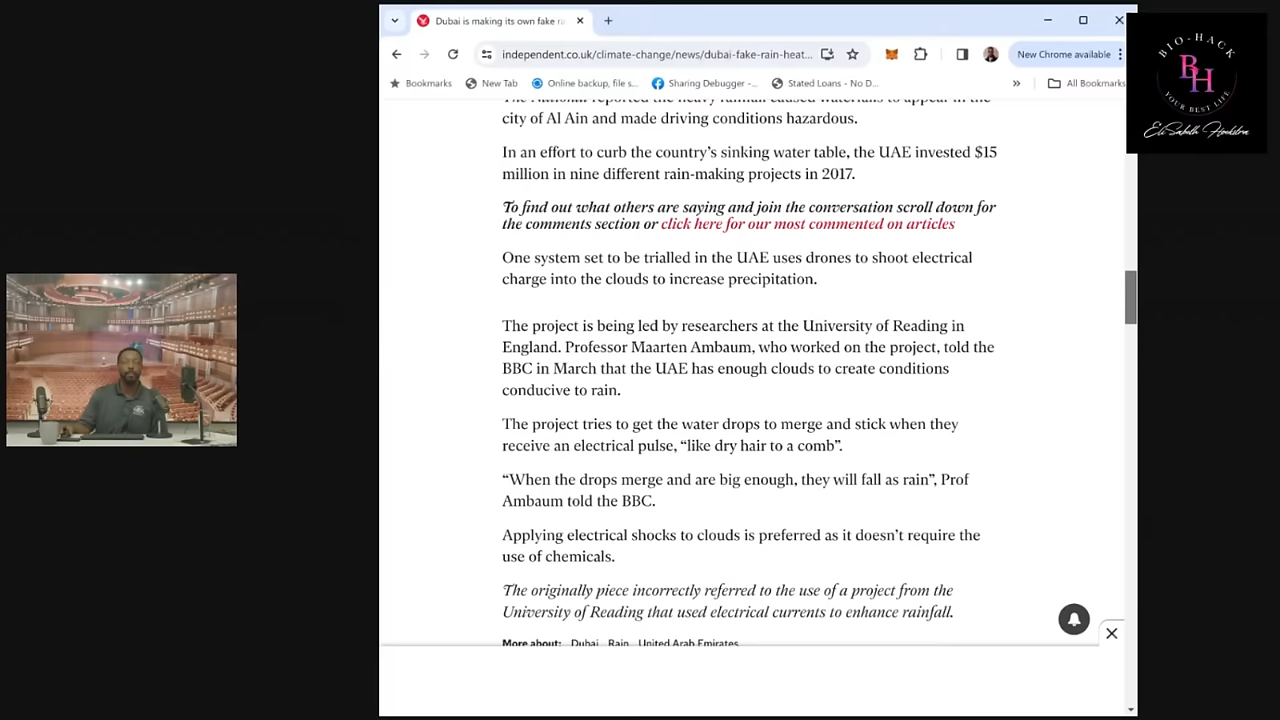 Dubai is making its own fake ra
independent.co.uk/climate-change/news/dubai-fake-rain-heat...
New Chrome available
Bookmarks
New Tab
Online backup, file s...
Sharing Debugger -...
Stated Loans - No D...
»
All Bookmarks
BIO-HACK
BH
YOUR BEST LIFE
The National reported the heavy rainfall caused waterfalls to appear in the
city of Al Ain and made driving conditions hazardous.
In an effort to curb the country’s sinking water table, the UAE invested $15
million in nine different rain-making projects in 2017.
To find out what others are saying and join the conversation scroll down for
the comments section or click here for our most commented on articles
One system set to be trialled in the UAE uses drones to shoot electrical
charge into the clouds to increase precipitation.
The project is being led by researchers at the University of Reading in
England. Professor Maarten Ambaum, who worked on the project, told the
BBC in March that the UAE has enough clouds to create conditions
conducive to rain.
The project tries to get the water drops to merge and stick when they
receive an electrical pulse, “like dry hair to a comb”.
“When the drops merge and are big enough, they will fall as rain”, Prof
Ambaum told the BBC.
Applying electrical shocks to clouds is preferred as it doesn’t require the
use of chemicals.
The originally piece incorrectly referred to the use of a project from the
University of Reading that used electrical currents to enhance rainfall.
More about: Dubai Rain United Arab Emirates